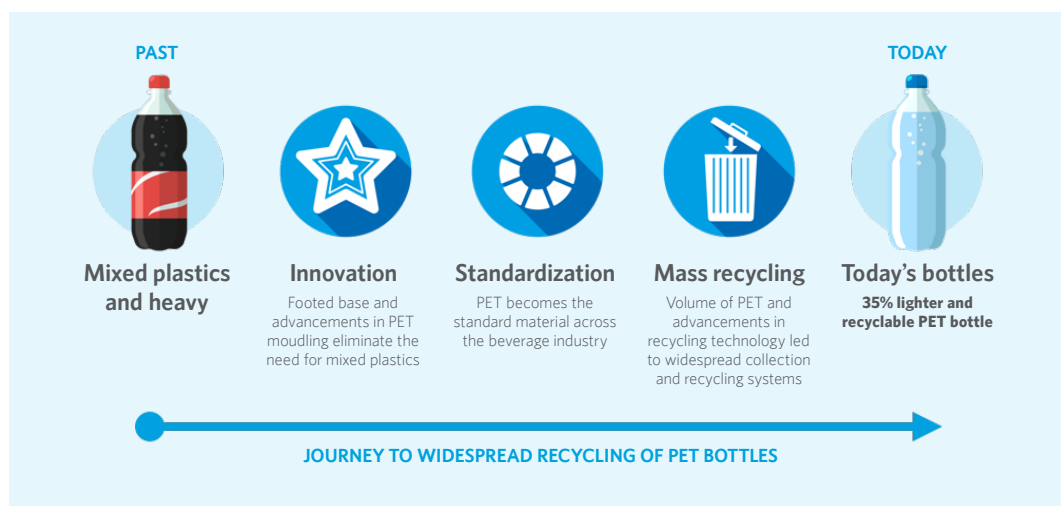 PAST
TODAY
Mixed plastics
and heavy
Innovation
Footed base and
advancements in PET
moudling eliminate the
need for mixed plastics
Standardization
PET becomes the
standard material across
the beverage industry
Mass recycling
Volume of PET and
advancements in
recycling technology led
to widespread collection
and recycling systems
Today's bottles
35% lighter and
recyclable PET bottle
JOURNEY TO WIDESPREAD RECYCLING OF PET BOTTLES